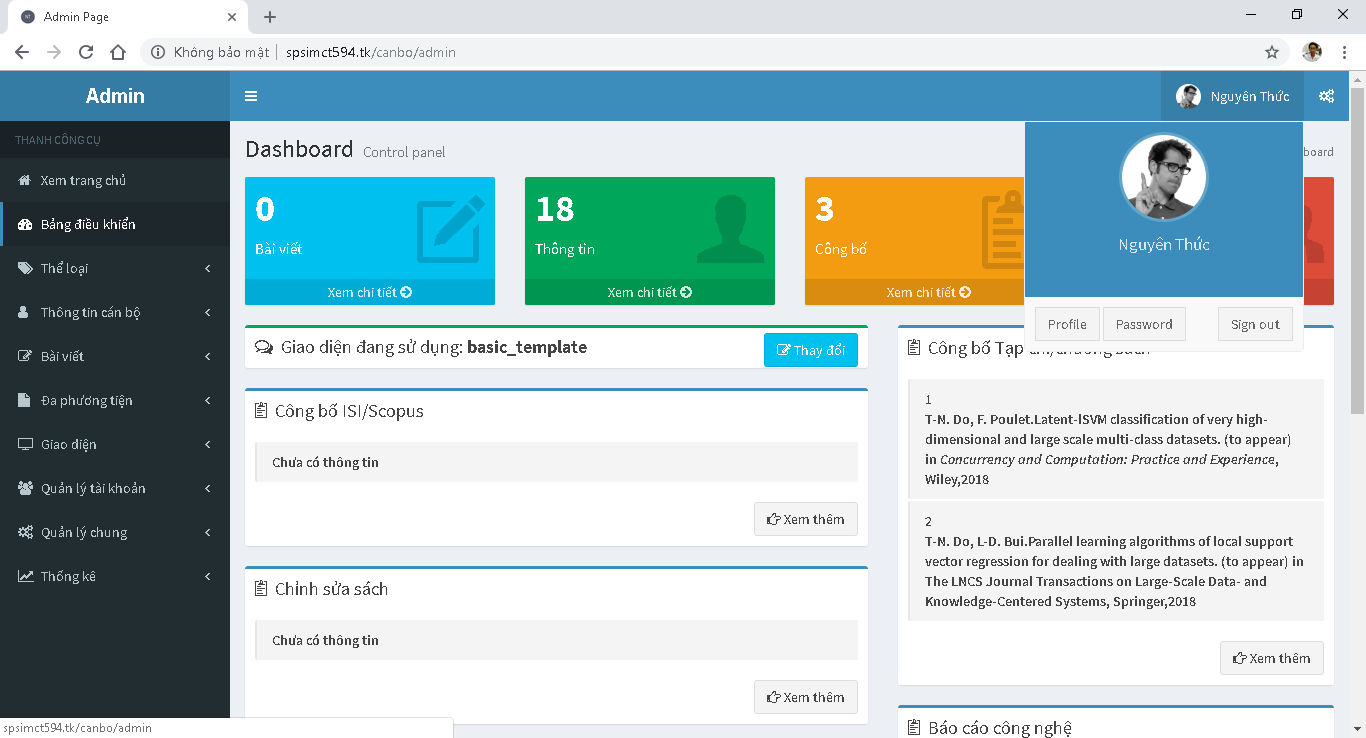 Admin Page
Không bảo mật
spsimct594.tk/canbo/admin
Admin
Nguyên Thức
THANH CÔNG CỤ
Xem trang chủ
Bảng điều khiển
Thể loại
Thông tin cán bộ
Bài viết
Đa phương tiện
Giao diện
Quản lý tài khoản
Quản lý chung
Thống kê
Dashboard Control panel
board
0
Bài viết
Xem chi tiết
18
Thông tin
Xem chi tiết
3
Công bố
Xem chi tiết
Nguyên Thức
Profile
Password
Sign out
Giao diện đang sử dụng: basic_template
Thay đổi
Công bố ISI/Scopus
Chưa có thông tin
Xem thêm
Chỉnh sửa sách
Chưa có thông tin
Xem thêm
Công bố Tạp
1
T-N. Do, F. Poulet.Latent-lSVM classification of very high-
dimensional and large scale multi-class datasets. (to appear)
in Concurrency and Computation: Practice and Experience,
Wiley,2018
2
T-N. Do, L-D. Bui.Parallel learning algorithms of local support
vector regression for dealing with large datasets. (to appear) in
The LNCS Journal Transactions on Large-Scale Data- and
Knowledge-Centered Systems, Springer,2018
Xem thêm
Báo cáo công nghệ
spsimct594.tk/canbo/admin